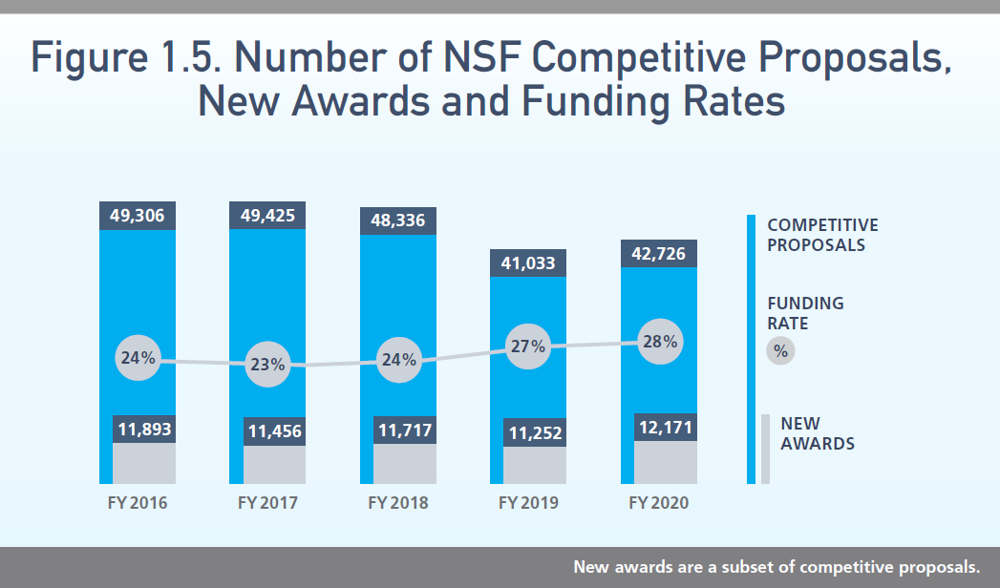 Figure 1.5. Number of NSF Competitive Proposals,
New Awards and Funding Rates
49,306
49,425
48,336
41,033
42,726
COMPETITIVE
PROPOSALS
FUNDING
RATE
%
24%
23%
24%
27%
28%
11,893
11,456
11,717
11,252
12,171
NEW
AWARDS
FY 2016
FY 2017
FY 2018
FY 2019
FY 2020
New awards are a subset of competitive proposals.